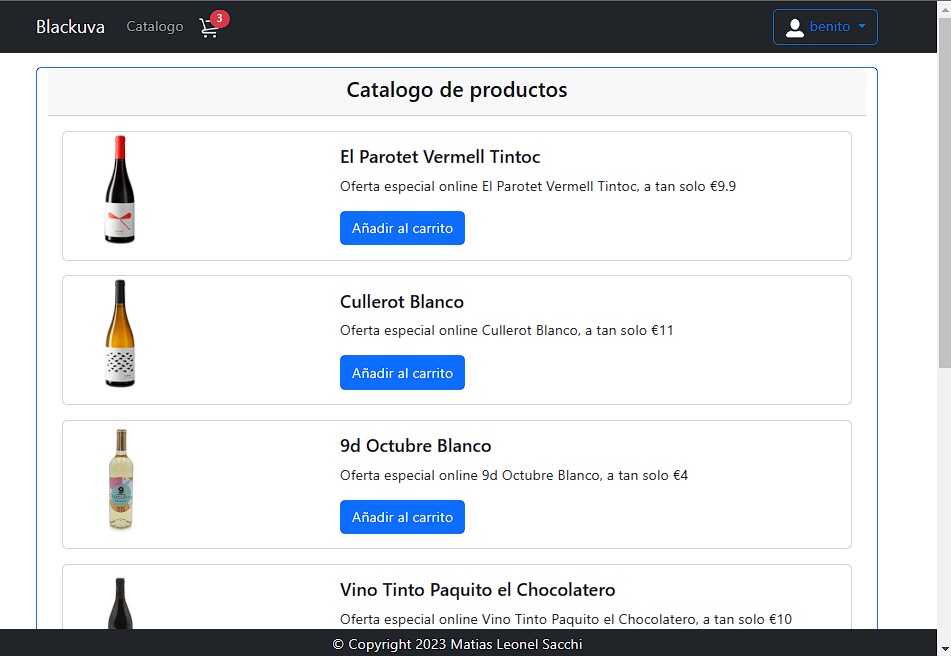 Blackuva Catalogo 3 benito
Catalogo de productos
El Parotet Vermell Tintoc
Oferta especial online El Parotet Vermell Tintoc, a tan solo €9.9
Añadir al carrito
Cullerot Blanco
Oferta especial online Cullerot Blanco, a tan solo €11
Añadir al carrito
9
9d Octubre Blanco
Oferta especial online 9d Octubre Blanco, a tan solo €4
Añadir al carrito
Vino Tinto Paquito el Chocolatero
Oferta especial online Vino Tinto Paquito el Chocolatero, a tan solo €10
© Copyright 2023 Matias Leonel Sacchi